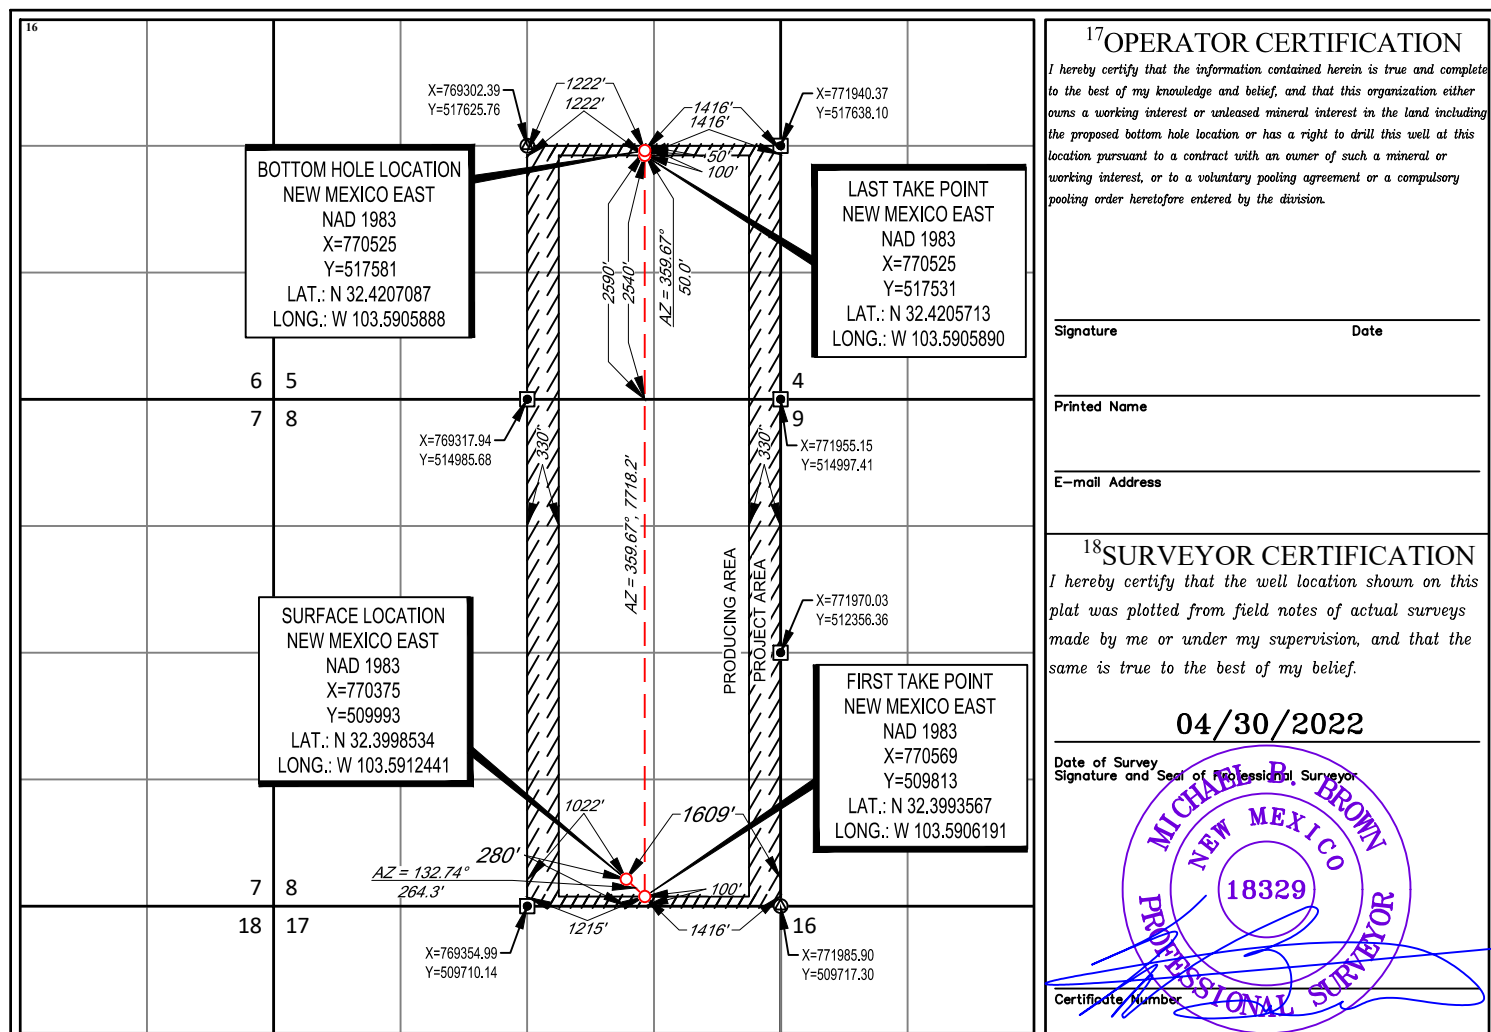 16
X=769302.39
Y=517625.76
1222'
1222'
1416'
1416'
X=771940.37
Y=517638.10
50'
100'
BOTTOM HOLE LOCATION
NEW MEXICO EAST
NAD 1983
X=770525
Y=517581
LAT.: N 32.4207087
LONG.: W 103.5905888
LAST TAKE POINT
NEW MEXICO EAST
NAD 1983
X=770525
Y=517531
LAT.: N 32.4205713
LONG.: W 103.5905890
2590'
2540'
AZ = 359.67°
50.0'
6 5
4
7 8
9
X=769317.94
Y=514985.68
330'
330'
X=771955.15
Y=514997.41
AZ = 359.67°, 7718.2'
PRODUCING AREA
PROJECT AREA
X=771970.03
Y=512356.36
SURFACE LOCATION
NEW MEXICO EAST
NAD 1983
X=770375
Y=509993
LAT.: N 32.3998534
LONG.: W 103.5912441
FIRST TAKE POINT
NEW MEXICO EAST
NAD 1983
X=770569
Y=509813
LAT.: N 32.3993567
LONG.: W 103.5906191
1022'
1609'
280'
AZ = 132.74°
264.3'
100'
7 8
18 17
16
1215'
1416'
X=769354.99
Y=509710.14
X=771985.90
Y=509717.30
17 OPERATOR CERTIFICATION
I hereby certify that the information contained herein is true and complete
to the best of my knowledge and belief, and that this organization either
owns a working interest or unleased mineral interest in the land including
the proposed bottom hole location or has a right to drill this well at this
location pursuant to a contract with an owner of such a mineral or
working interest, or to a voluntary pooling agreement or a compulsory
pooling order heretofore entered by the division.
Signature Date
Printed Name
E-mail Address
18 SURVEYOR CERTIFICATION
I hereby certify that the well location shown on this
plat was plotted from field notes of actual surveys
made by me or under my supervision, and that the
same is true to the best of my belief.
04/30/2022
Date of Survey
Signature and Seal of Professional Surveyor
MICHAEL B. BROWN
NEW MEXICO
18329
PROFESSIONAL SURVEYOR
Certificate Number